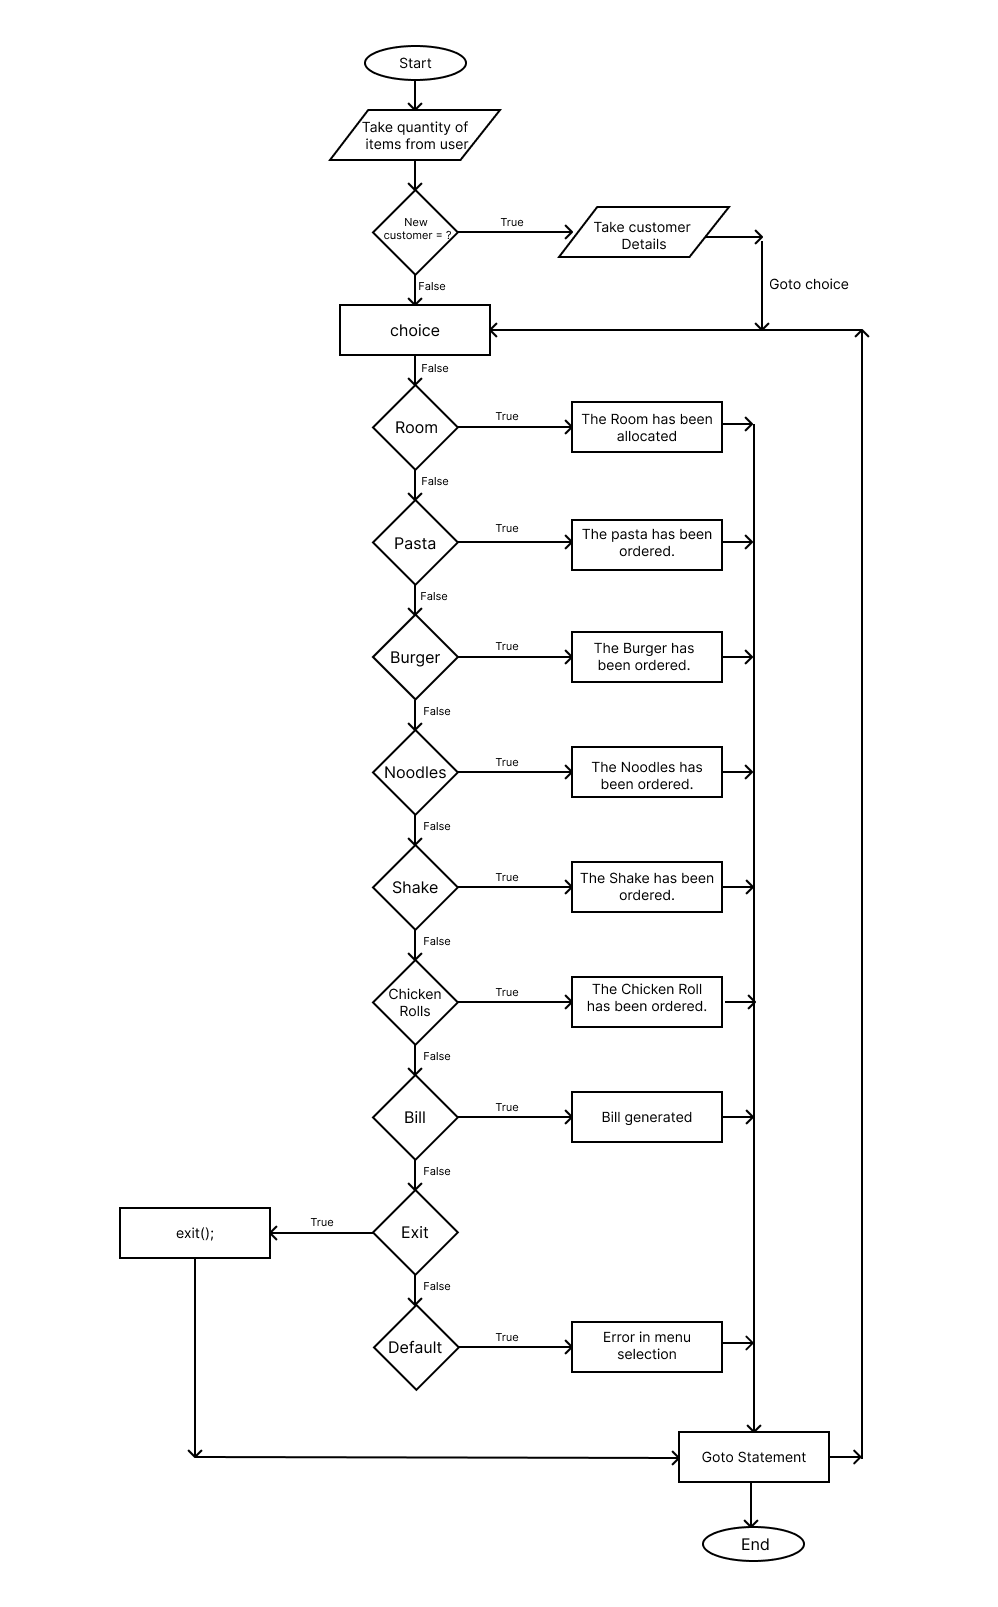 Start
Take quantity of
items from user
New
customer = ?
True
Take customer
Details
Goto choice
False
choice
False
Room
True
The Room has been
allocated
False
Pasta
True
The pasta has been
ordered.
False
Burger
True
The Burger has
been ordered.
False
Noodles
True
The Noodles has
been ordered.
False
Shake
True
The Shake has been
ordered.
False
Chicken
Rolls
True
The Chicken Roll
has been ordered.
False
Bill
True
Bill generated
False
Exit
True
exit();
False
Default
True
Error in menu
selection
Goto Statement
End